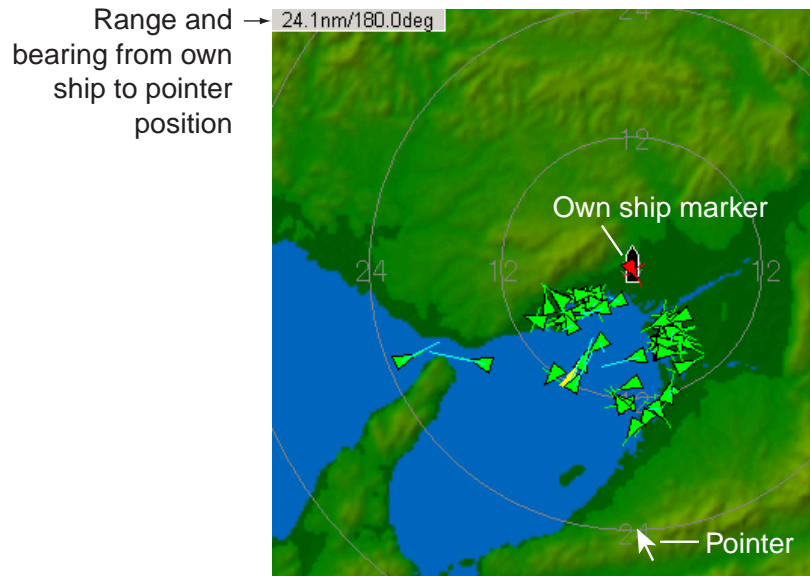 Range and
bearing from own
ship to pointer
position
24.1nm/180.0deg
24
12
Own ship marker
24
12
12
12
24
Pointer